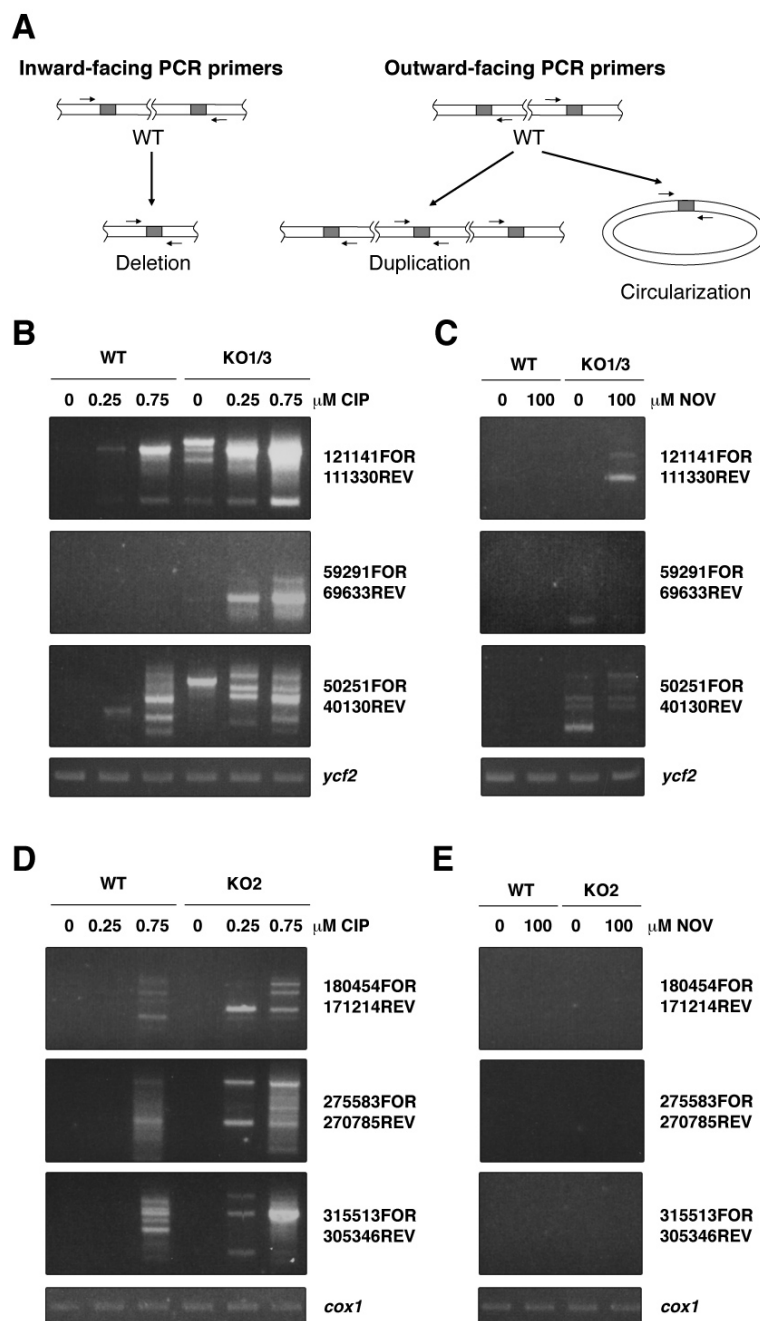 A
Inward-facing PCR primers
Outward-facing PCR primers
WT
WT
Deletion
Duplication
Circularization
B
WT KO1/3
0 0.25 0.75 0 0.25 0.75 μM CIP
121141FOR
111330REV
59291FOR
69633REV
50251FOR
40130REV
ycf2
C
WT KO1/3
0 100 0 100 μM NOV
121141FOR
111330REV
59291FOR
69633REV
50251FOR
40130REV
ycf2
D
WT KO2
0 0.25 0.75 0 0.25 0.75 μM CIP
180454FOR
171214REV
275583FOR
270785REV
315513FOR
305346REV
cox1
E
WT KO2
0 100 0 100 μM NOV
180454FOR
171214REV
275583FOR
270785REV
315513FOR
305346REV
cox1